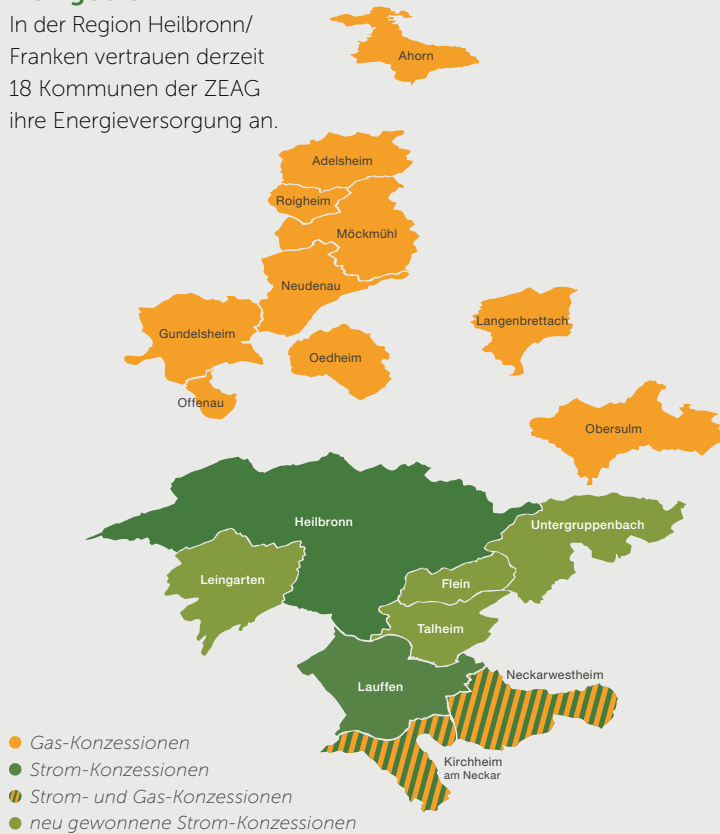 In der Region Heilbronn/
Franken vertrauen derzeit
18 Kommunen der ZEAG
ihre Energieversorgung an.
Ahorn
Adelsheim
Roigheim
Möckmühl
Neudenau
Gundelsheim
Langenbrettach
Oedheim
Offenau
Obersulm
Heilbronn
Untergruppenbach
Leingarten
Flein
Talheim
Lauffen
Neckarwestheim
Kirchheim
am Neckar
Gas-Konzessionen
Strom-Konzessionen
Strom- und Gas-Konzessionen
neu gewonnene Strom-Konzessionen